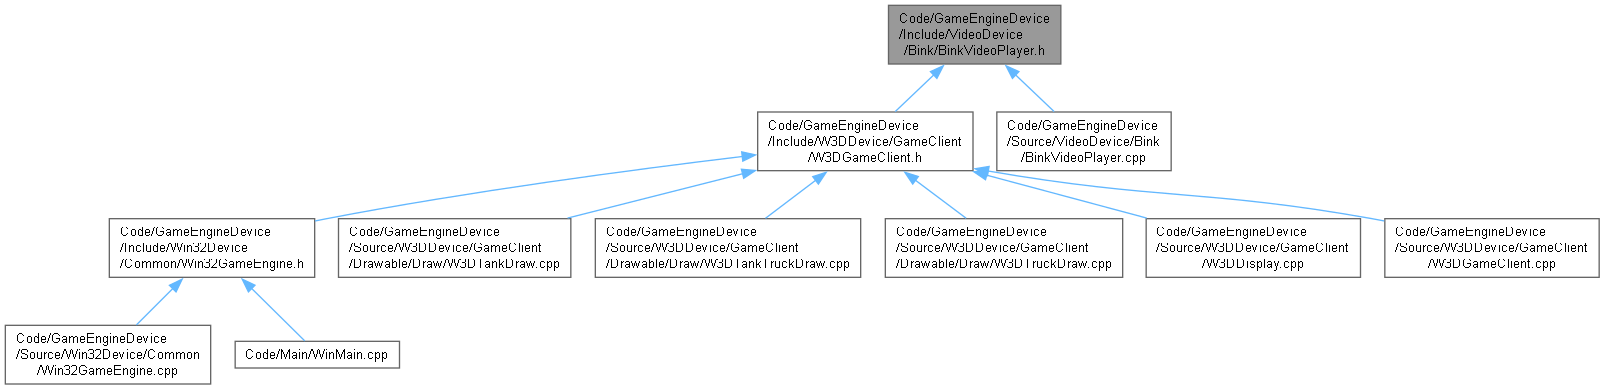 Code/GameEngineDevice
/Include/VideoDevice
/Bink/BinkVideoPlayer.h
Code/GameEngineDevice
/Include/W3DDevice/GameClient
/W3DGameClient.h
Code/GameEngineDevice
/Source/VideoDevice/Bink
/BinkVideoPlayer.cpp
Code/GameEngineDevice
/Include/Win32Device
/Common/Win32GameEngine.h
Code/GameEngineDevice
/Source/W3DDevice/GameClient
/Drawable/Draw/W3DTankDraw.cpp
Code/GameEngineDevice
/Source/W3DDevice/GameClient
/Drawable/Draw/W3DTankTruckDraw.cpp
Code/GameEngineDevice
/Source/W3DDevice/GameClient
/Drawable/Draw/W3DTruckDraw.cpp
Code/GameEngineDevice
/Source/W3DDevice/GameClient
/W3DDisplay.cpp
Code/GameEngineDevice
/Source/W3DDevice/GameClient
/W3DGameClient.cpp
Code/GameEngineDevice
/Source/Win32Device/Common
/Win32GameEngine.cpp
Code/Main/WinMain.cpp